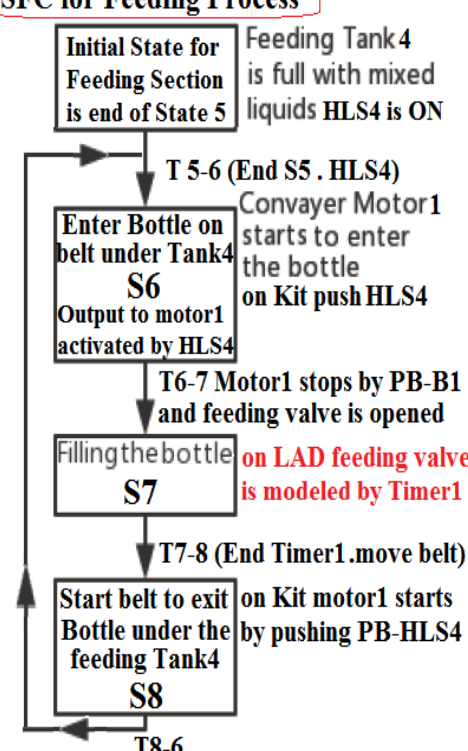 SFC for Feeding Process
Initial State for
Feeding Section
is end of State 5
Feeding Tank 4
is full with mixed
liquids HLS4 is ON
T 5-6 (End S5 . HLS4)
Enter Bottle on
belt under Tank4
S6
Output to motor1
activated by HLS4
Convayer Motor1
starts to enter
the bottle
on Kit push HLS4
T6-7 Motor1 stops by PB-B1
and feeding valve is opened
Filling the bottle
S7
on LAD feeding valve
is modeled by Timer1
T7-8 (End Timer1.move belt)
Start belt to exit
Bottle under the
feeding Tank4
S8
on Kit motor1 starts
by pushing PB-HLS4
T8-6